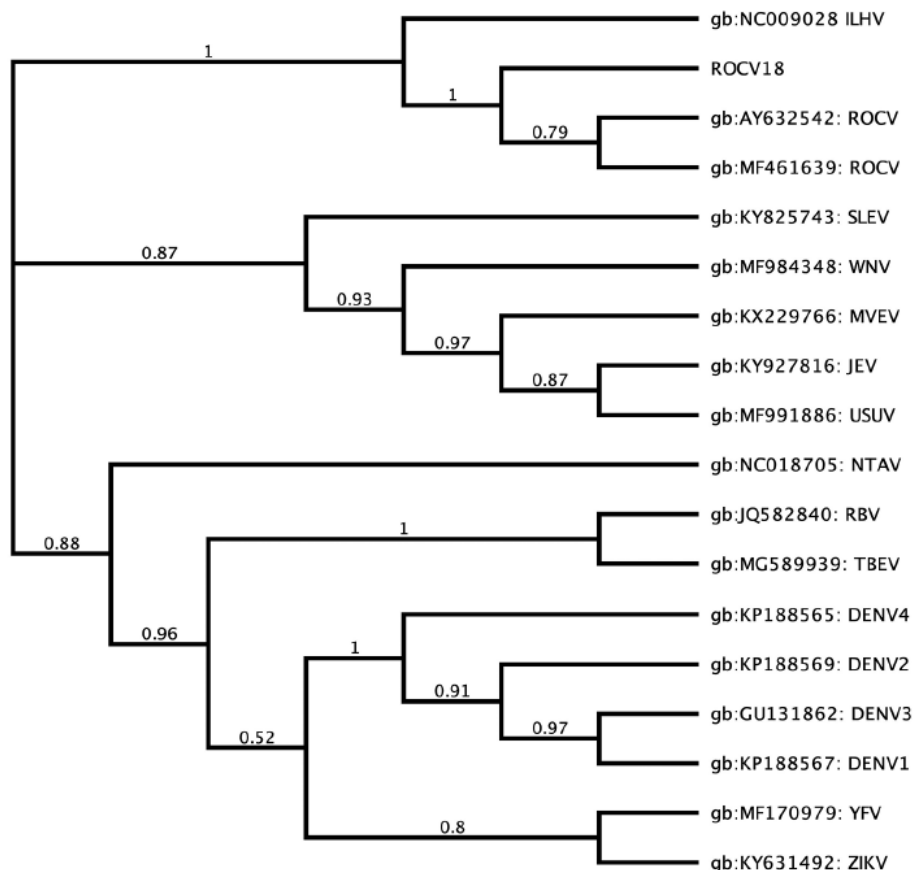 gb:NC009028 ILHV
1
ROCV18
1
gb:AY632542: ROCV
0.79
gb:MF461639: ROCV
gb:KY825743: SLEV
0.87
gb:MF984348: WNV
0.93
gb:KX229766: MVEV
0.97
gb:KY927816: JEV
0.87
gb:MF991886: USUV
gb:NC018705: NTAV
gb:JQ582840: RBV
1
0.88
gb:MG589939: TBEV
gb:KP188565: DENV4
0.96
1
gb:KP188569: DENV2
0.91
gb:GU131862: DENV3
0.97
0.52
gb:KP188567: DENV1
gb:MF170979: YFV
0.8
gb:KY631492: ZIKV